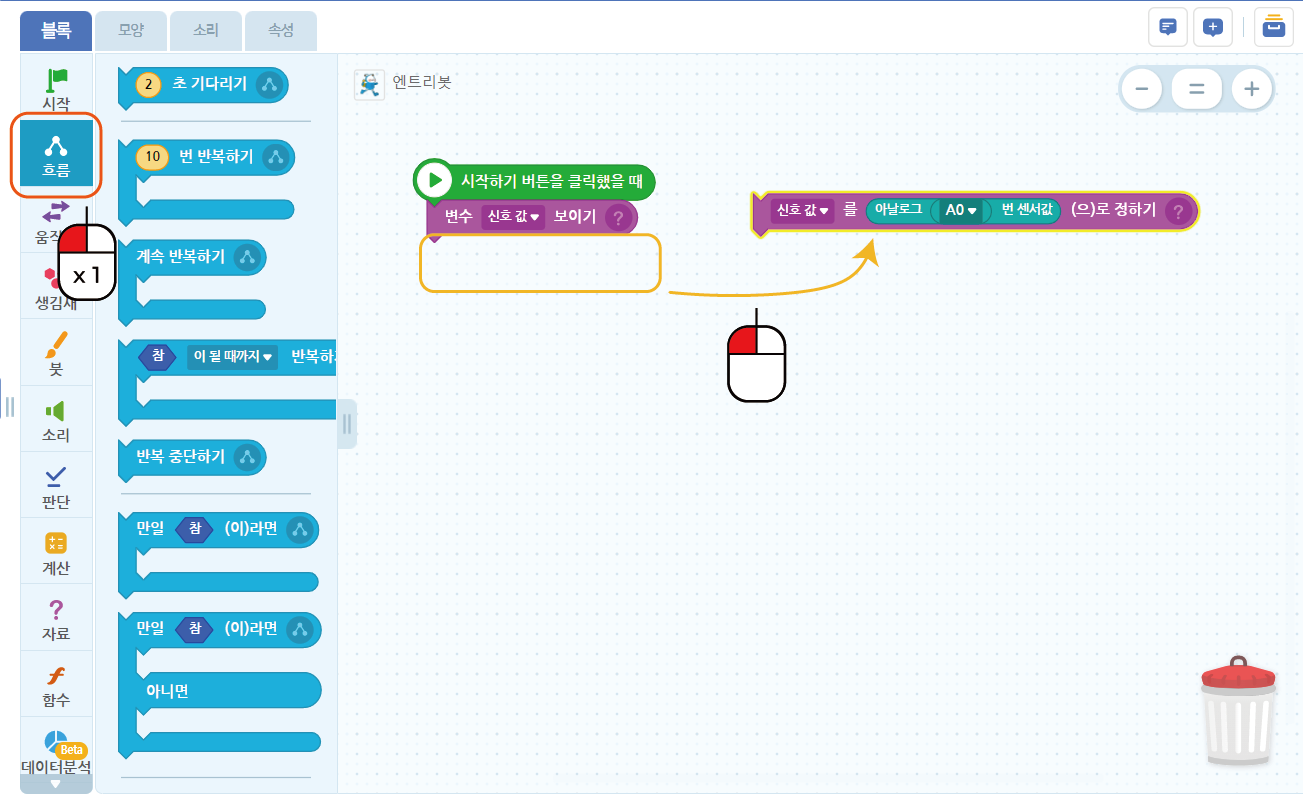 블록
모양
소리
속성
시작
흐름
움직
생김새
붓
소리
판단
계산
자료
함수
Beta
데이터분석
x 1
2 초 기다리기
10 번 반복하기
계속 반복하기
참 이 될 때까지 반복하
반복 중단하기
만일 참 (이)라면
만일 참 (이)라면
아니면
엔트리봇
시작하기 버튼을 클릭했을 때
변수 신호 값 보이기 ?
신호 값 를 아날로그 A0 번 센서값 (으)로 정하기 ?